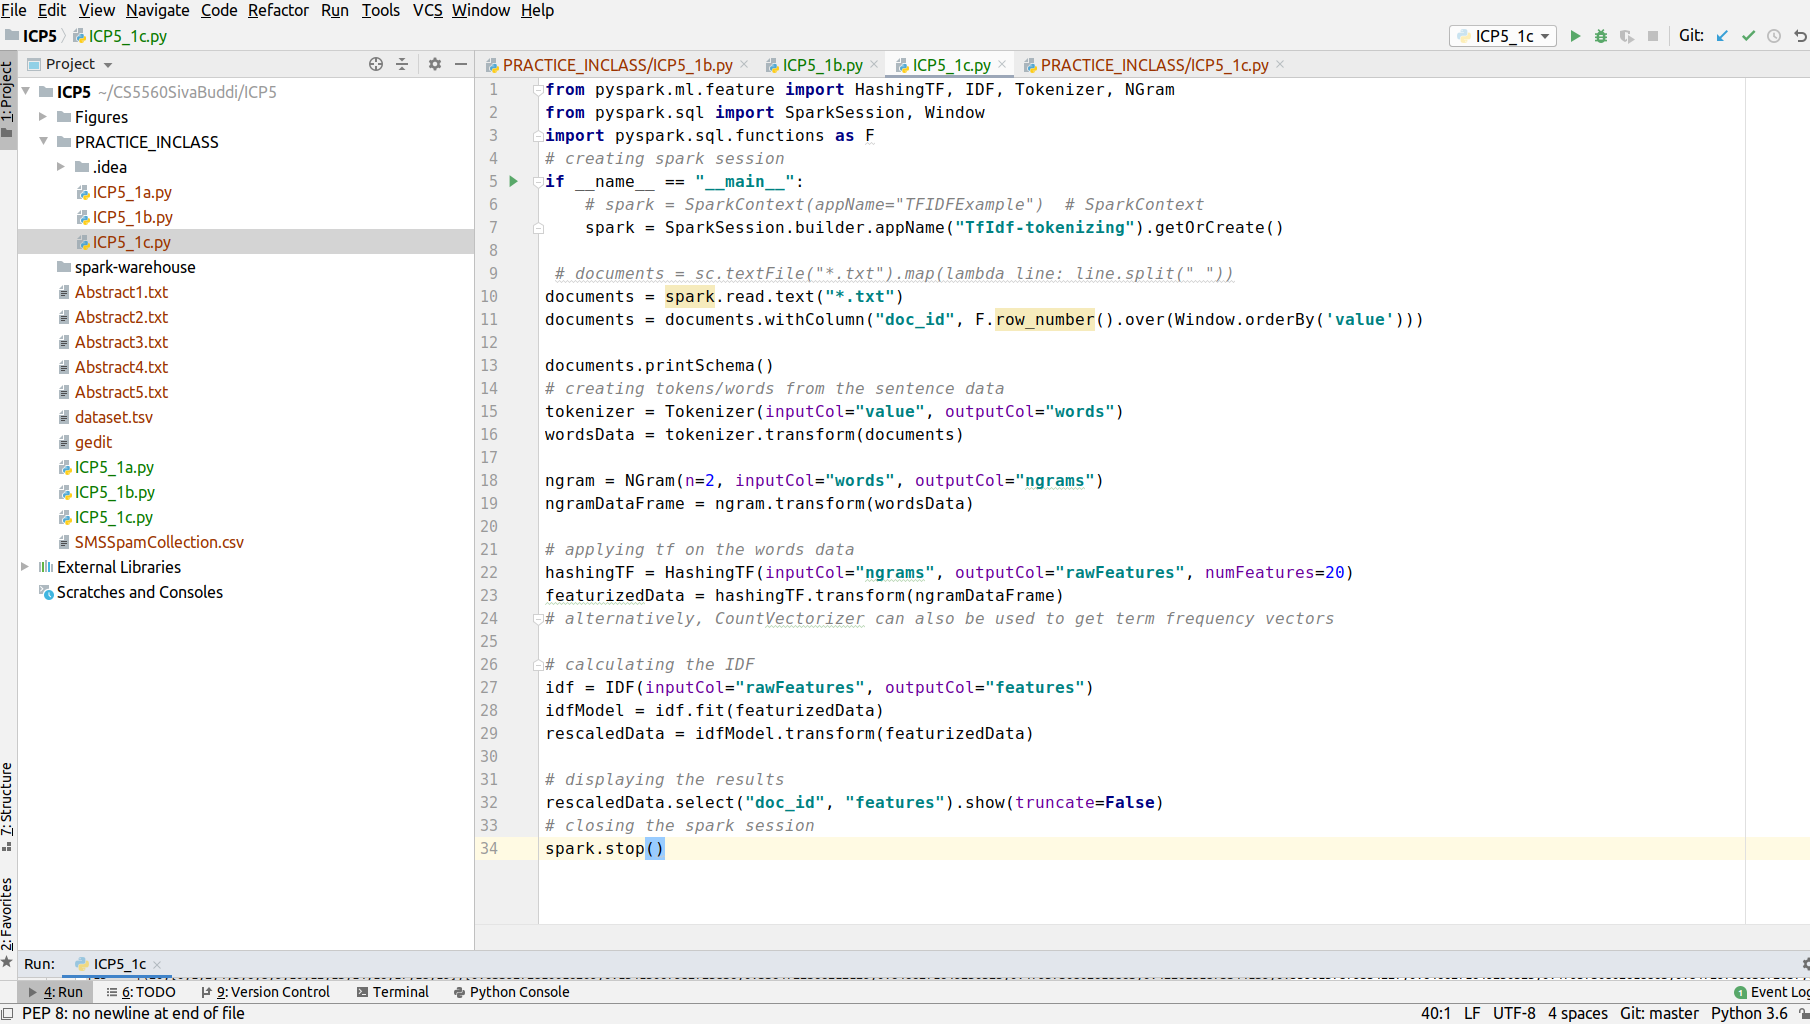 File Edit View Navigate Code Refactor Run Tools VCS Window Help
ICP5 ICP5_1c.py
ICP5_1c Git:
1: Project
Project
PRACTICE_INCLASS/ICP5_1b.py ICP5_1b.py ICP5_1c.py PRACTICE_INCLASS/ICP5_1c.py
ICP5 ~/CS5560SivaBuddi/ICP5
Figures
PRACTICE_INCLASS
.idea
ICP5_1a.py
ICP5_1b.py
ICP5_1c.py
spark-warehouse
Abstract1.txt
Abstract2.txt
Abstract3.txt
Abstract4.txt
Abstract5.txt
dataset.tsv
gedit
ICP5_1a.py
ICP5_1b.py
ICP5_1c.py
SMSSpamCollection.csv
External Libraries
Scratches and Consoles
1 from pyspark.ml.feature import HashingTF, IDF, Tokenizer, NGram
2 from pyspark.sql import SparkSession, Window
3 import pyspark.sql.functions as F
4 # creating spark session
5 if __name__ == "__main__":
6     # spark = SparkContext(appName="TFIDFExample")  # SparkContext
7     spark = SparkSession.builder.appName("TfIdf-tokenizing").getOrCreate()
8
9  # documents = sc.textFile("*.txt").map(lambda line: line.split(" "))
10 documents = spark.read.text("*.txt")
11 documents = documents.withColumn("doc_id", F.row_number().over(Window.orderBy('value')))
12
13 documents.printSchema()
14 # creating tokens/words from the sentence data
15 tokenizer = Tokenizer(inputCol="value", outputCol="words")
16 wordsData = tokenizer.transform(documents)
17
18 ngram = NGram(n=2, inputCol="words", outputCol="ngrams")
19 ngramDataFrame = ngram.transform(wordsData)
20
21 # applying tf on the words data
22 hashingTF = HashingTF(inputCol="ngrams", outputCol="rawFeatures", numFeatures=20)
23 featurizedData = hashingTF.transform(ngramDataFrame)
24 # alternatively, CountVectorizer can also be used to get term frequency vectors
25
26 # calculating the IDF
27 idf = IDF(inputCol="rawFeatures", outputCol="features")
28 idfModel = idf.fit(featurizedData)
29 rescaledData = idfModel.transform(featurizedData)
30
31 # displaying the results
32 rescaledData.select("doc_id", "features").show(truncate=False)
33 # closing the spark session
34 spark.stop()
7: Structure
2: Favorites
Run: ICP5_1c
4: Run 6: TODO 9: Version Control Terminal Python Console 1 Event Log
PEP 8: no newline at end of file 40:1 LF UTF-8 4 spaces Git: master Python 3.6